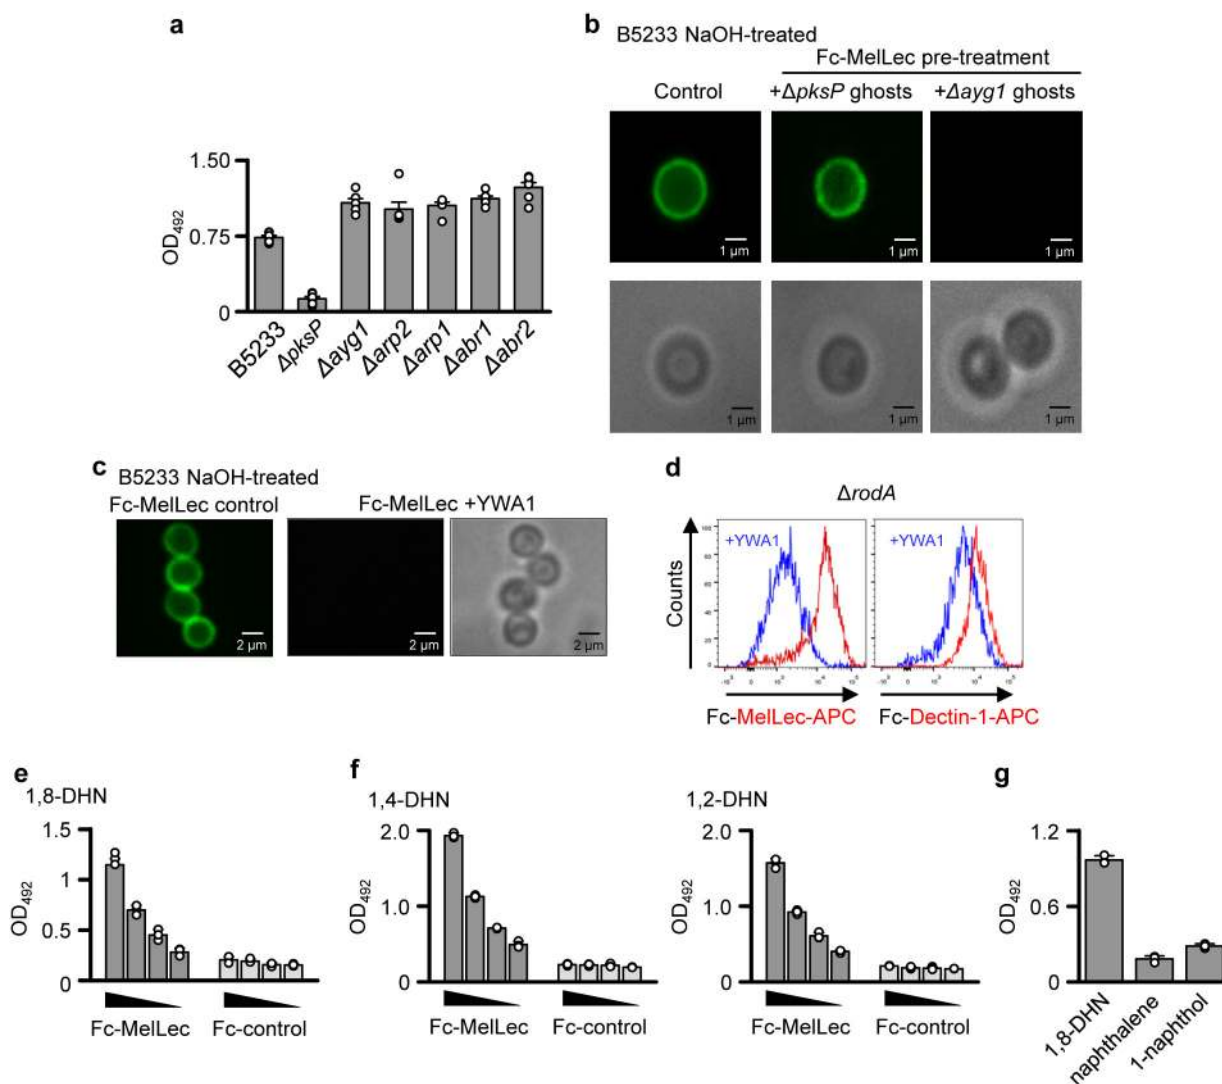 a
1.50
0.75
0
OD492
B5233
ΔpksP
Δayg1
Δarp2
Δarp1
Δabr1
Δabr2
b
B5233 NaOH-treated
Fc-MelLec pre-treatment
Control
+ΔpksP ghosts
+Δayg1 ghosts
1 µm
1 µm
1 µm
1 µm
1 µm
1 µm
c
B5233 NaOH-treated
Fc-MelLec control
Fc-MelLec +YWA1
2 µm
2 µm
2 µm
d
ΔrodA
Counts
+YWA1
+YWA1
100
80
60
40
20
0
Fc-MelLec-APC
Fc-Dectin-1-APC
e
1,8-DHN
1.5
1
0.5
0
OD492
Fc-MelLec
Fc-control
f
1,4-DHN
2.0
1.0
0
OD492
Fc-MelLec
Fc-control
1,2-DHN
2.0
1.0
0
OD492
Fc-MelLec
Fc-control
g
1.2
0.6
0
OD492
1,8-DHN
naphthalene
1-naphthol